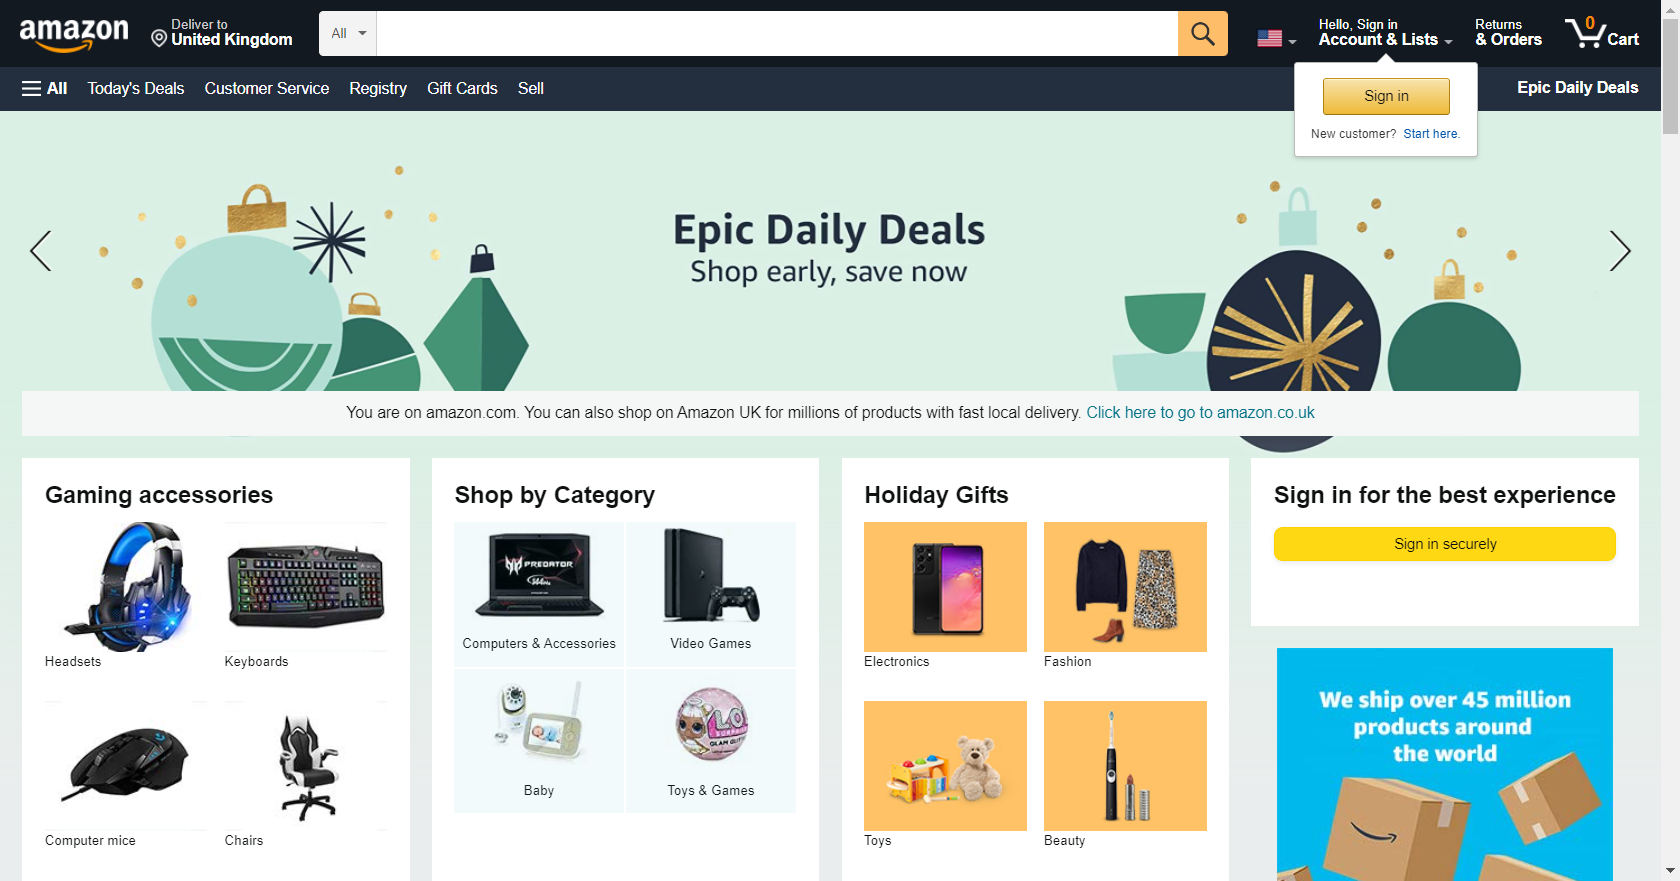 amazon
Deliver to
United Kingdom
All
Hello, Sign in
Account & Lists
Returns
& Orders
0
Cart
All
Today's Deals
Customer Service
Registry
Gift Cards
Sell
Epic Daily Deals
Sign in
New customer? Start here.
Epic Daily Deals
Shop early, save now
You are on amazon.com. You can also shop on Amazon UK for millions of products with fast local delivery. Click here to go to amazon.co.uk
Gaming accessories
Headsets
Keyboards
Computer mice
Chairs
Shop by Category
PREDATOR
144Hz
Computers & Accessories
Video Games
Baby
L.O.L.
SURPRISE
GLAM GLITTER
Toys & Games
Holiday Gifts
Electronics
Fashion
Toys
Beauty
Sign in for the best experience
Sign in securely
We ship over 45 million
products around
the world